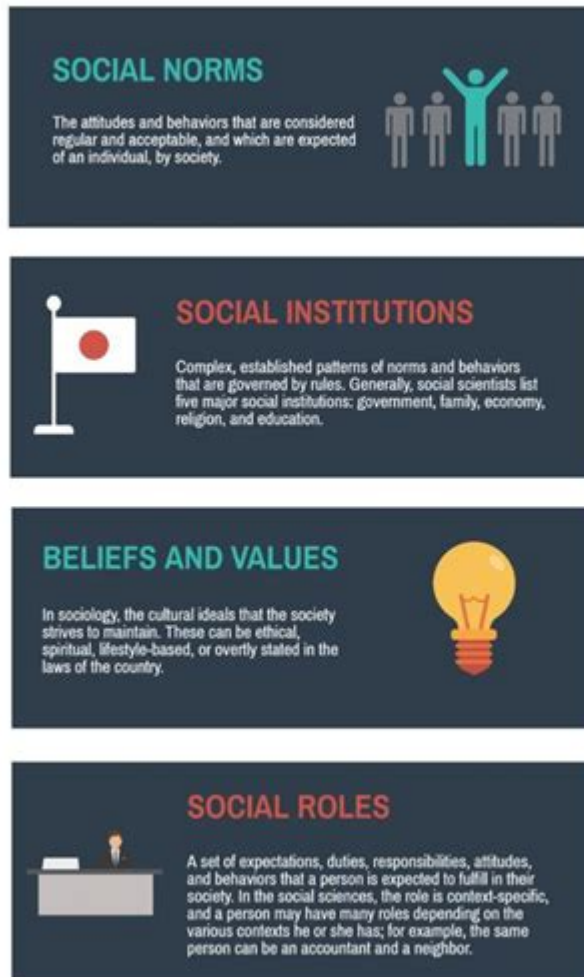 SOCIAL NORMS
The attitudes and behaviors that are considered
regular and acceptable, and which are expected
of an individual, by society.
SOCIAL INSTITUTIONS
Complex, established patterns of norms and behaviors
that are governed by rules. Generally, social scientists list
five major social institutions: government, family, economy,
religion, and education.
BELIEFS AND VALUES
In sociology, the cultural ideals that the society
strives to maintain. These can be ethical,
spiritual, lifestyle-based, or overtly stated in the
laws of the country.
SOCIAL ROLES
A set of expectations, duties, responsibilities, attitudes,
and behaviors that a person is expected to fulfill in their
society. In the social sciences, the role is context-specific,
and a person may have many roles depending on the
various contexts he or she has; for example, the same
person can be an accountant and a neighbor.